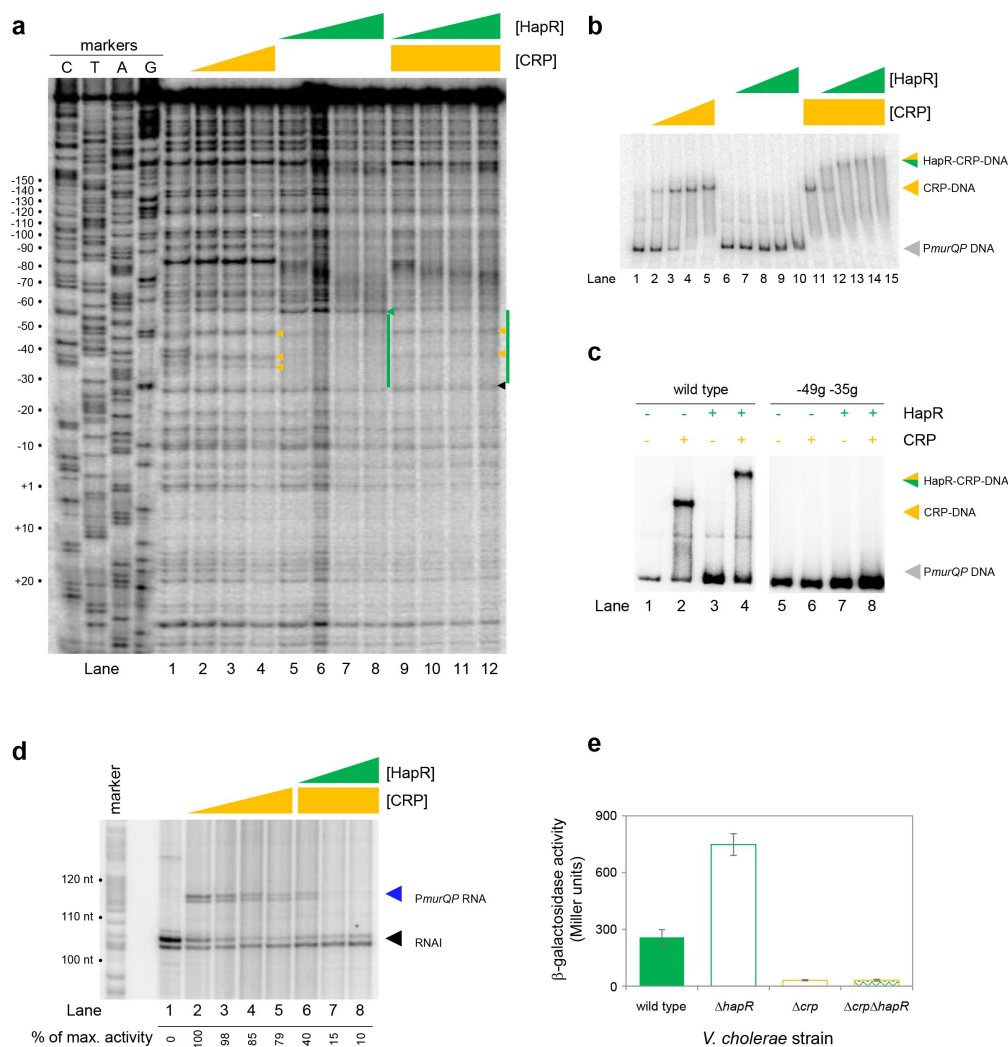 a
[HapR]
[CRP]
markers
C T A G
-150
-140
-130
-120
-110
-100
-90
-80
-70
-60
-50
-40
-30
-20
-10
+1
+10
+20
Lane 1 2 3 4 5 6 7 8 9 10 11 12
b
[HapR]
[CRP]
HapR-CRP-DNA
CRP-DNA
PmurQP DNA
Lane 1 2 3 4 5 6 7 8 9 10 11 12 13 14 15
c
wild type -49g -35g
- - + + - - + + HapR
- + - + - + - + CRP
HapR-CRP-DNA
CRP-DNA
PmurQP DNA
Lane 1 2 3 4 5 6 7 8
d
marker
[HapR]
[CRP]
120 nt
PmurQP RNA
110 nt
RNAI
100 nt
Lane 1 2 3 4 5 6 7 8
% of max. activity 0 100 98 85 79 40 15 10
e
β-galactosidase activity
(Miller units)
900
600
300
0
wild type ΔhapR Δcrp ΔcrpΔhapR
V. cholerae strain